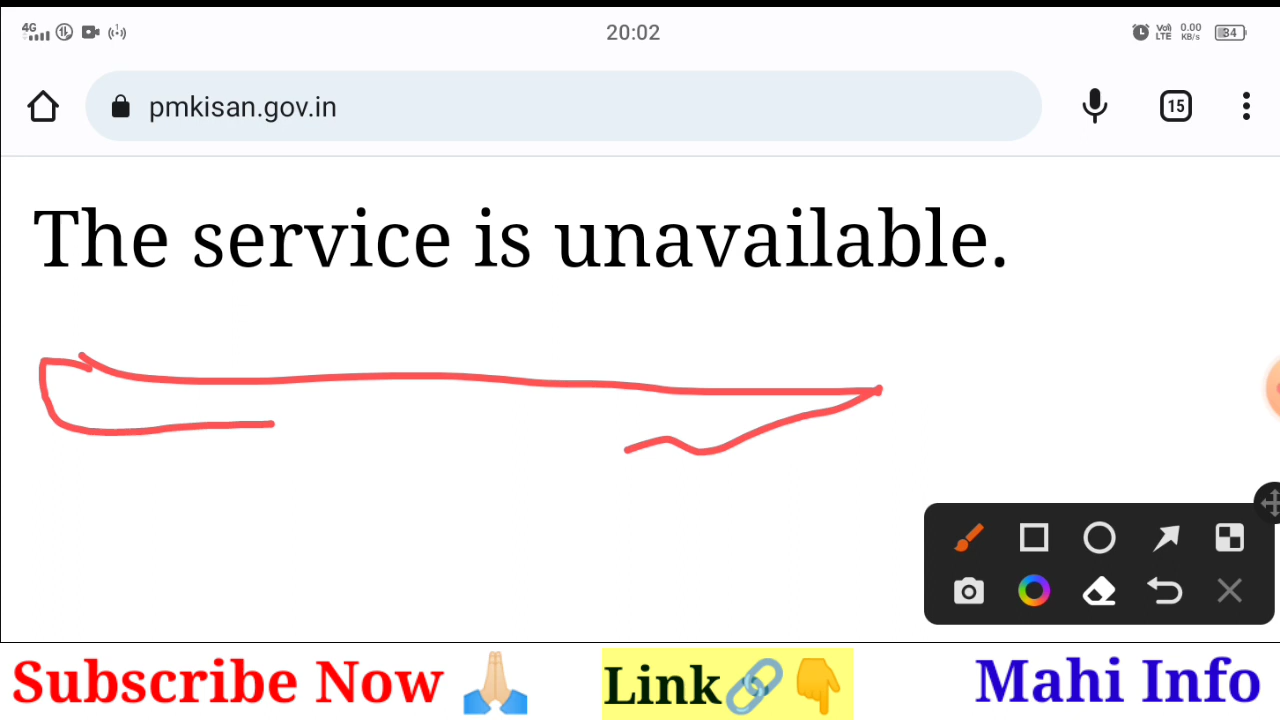 4G 20:02 Vo) LTE 0.00 KB/s 34
pmkisan.gov.in 15
The service is unavailable.
Subscribe Now Link Mahi Info